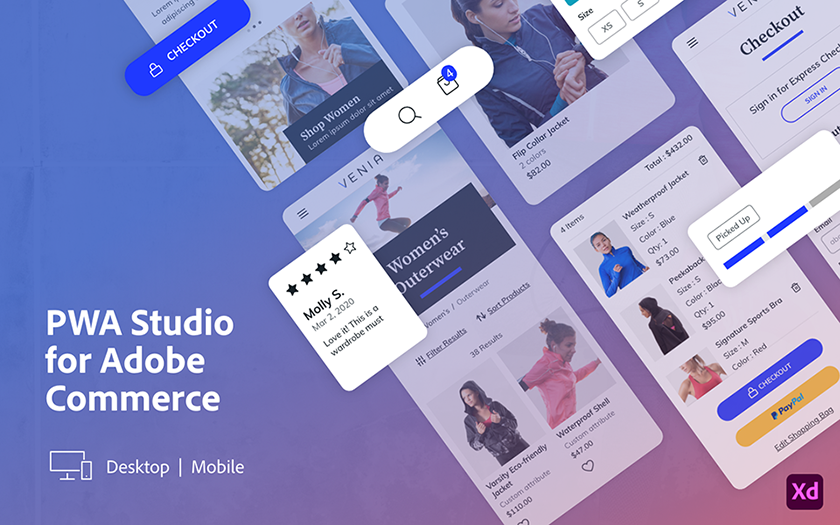 Lorem ipsum
adipiscing
CHECKOUT
Shop Women
Lorem ipsum dolor sit amet
4
Flip Collar Jacket
2 colors
$82.00
Size
XS
S
VENIA
Checkout
Sign in for Express Chec
SIGN IN
VENIA
Women's
Outerwear
Women's / Outerwear
Filter Results
Sort Products
38 Results
Molly S.
Mar 2, 2020
Love it! This is a
wardrobe must
Varsity Eco-friendly
Jacket
Custom attribute
$110.00
Waterproof Shell
Custom attribute
$47.00
4 Items
Total : $432.00
Weatherproof Jacket
Size : S
Color : Blue
Qty: 1
$73.00
Peekaboo
Size : S
Color : Blac
Qty: 1
$95.00
Signature Sports Bra
Size : M
Color : Red
CHECKOUT
PayPal
Edit Shopping Bag
Picked Up
Email
PWA Studio
for Adobe
Commerce
Desktop | Mobile
Xd